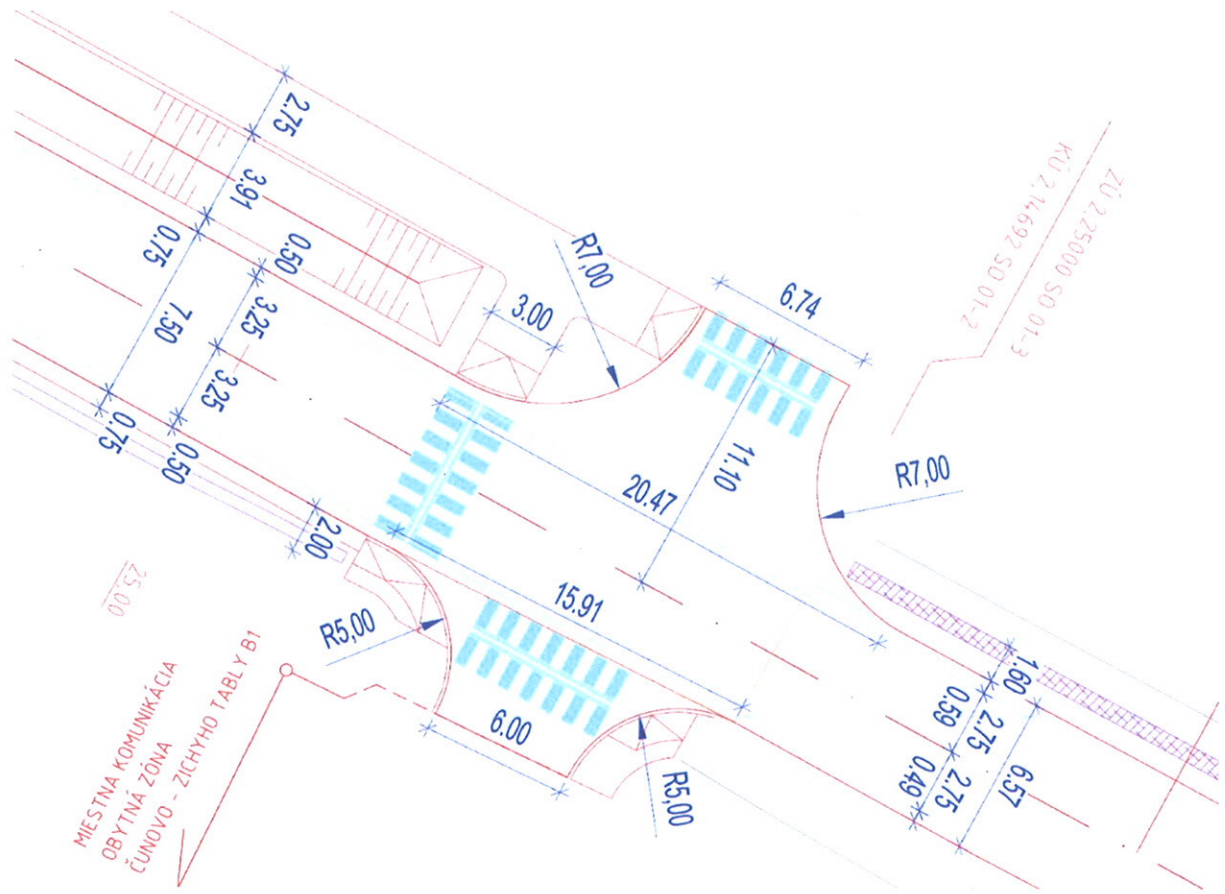 2.75
3.91
0.75
0.50
7.50
3.25
3.25
0.75
0.50
2.00
R7,00
3.00
6.74
11.10
20.47
R7,00
15.91
R5,00
6.00
R5,00
1.60
0.59
2.75
2.75
0.49
6.57
ZÚ 2,225000 SO 01-3
KÚ 2,14692 SO 01-2
25,00
MIESTNA KOMUNIKÁCIA
OBYTNÁ ZÓNA
ČUNOVO - ZICHYHO TABLY B1